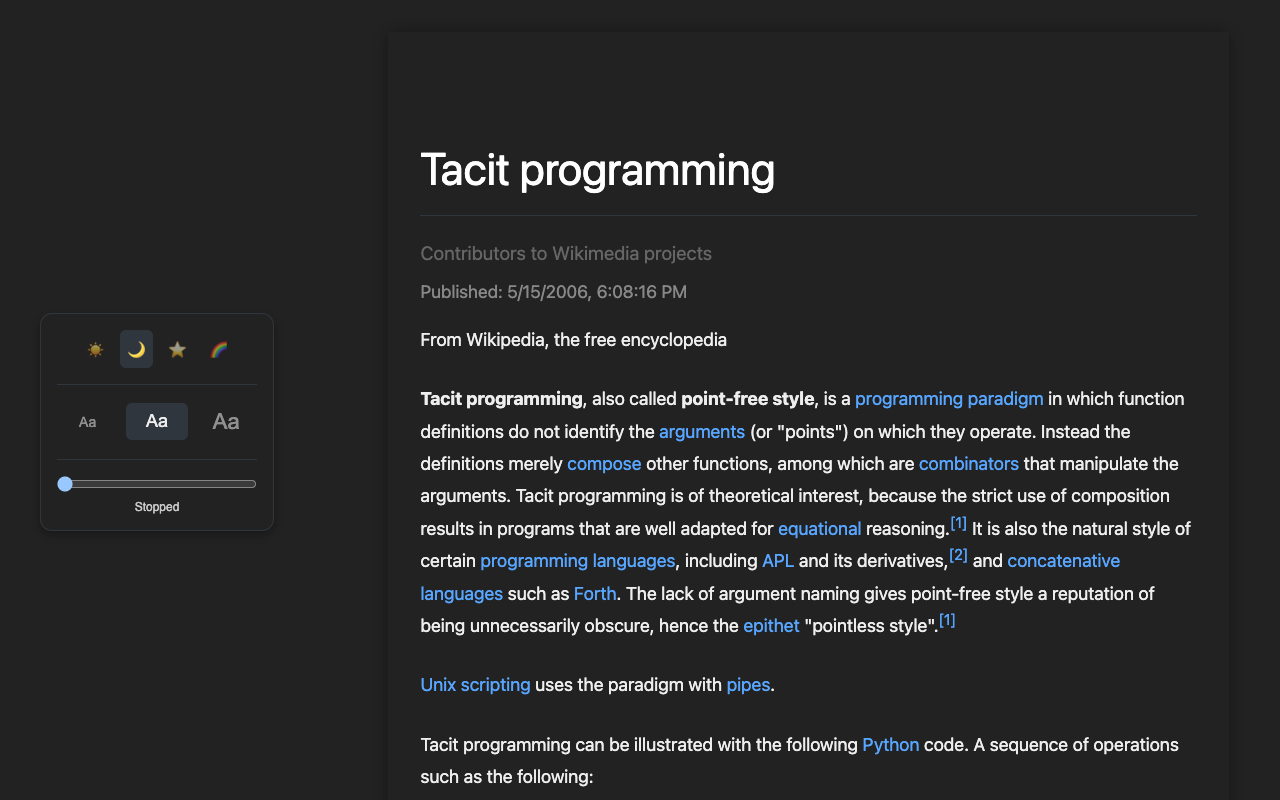 Tacit programming
Contributors to Wikimedia projects
Published: 5/15/2006, 6:08:16 PM
From Wikipedia, the free encyclopedia
Tacit programming, also called point-free style, is a programming paradigm in which function
definitions do not identify the arguments (or "points") on which they operate. Instead the
definitions merely compose other functions, among which are combinators that manipulate the
arguments. Tacit programming is of theoretical interest, because the strict use of composition
results in programs that are well adapted for equational reasoning.[1] It is also the natural style of
certain programming languages, including APL and its derivatives,[2] and concatenative
languages such as Forth. The lack of argument naming gives point-free style a reputation of
being unnecessarily obscure, hence the epithet "pointless style".[1]
Unix scripting uses the paradigm with pipes.
Tacit programming can be illustrated with the following Python code. A sequence of operations
such as the following:
Aa Aa Aa
Stopped